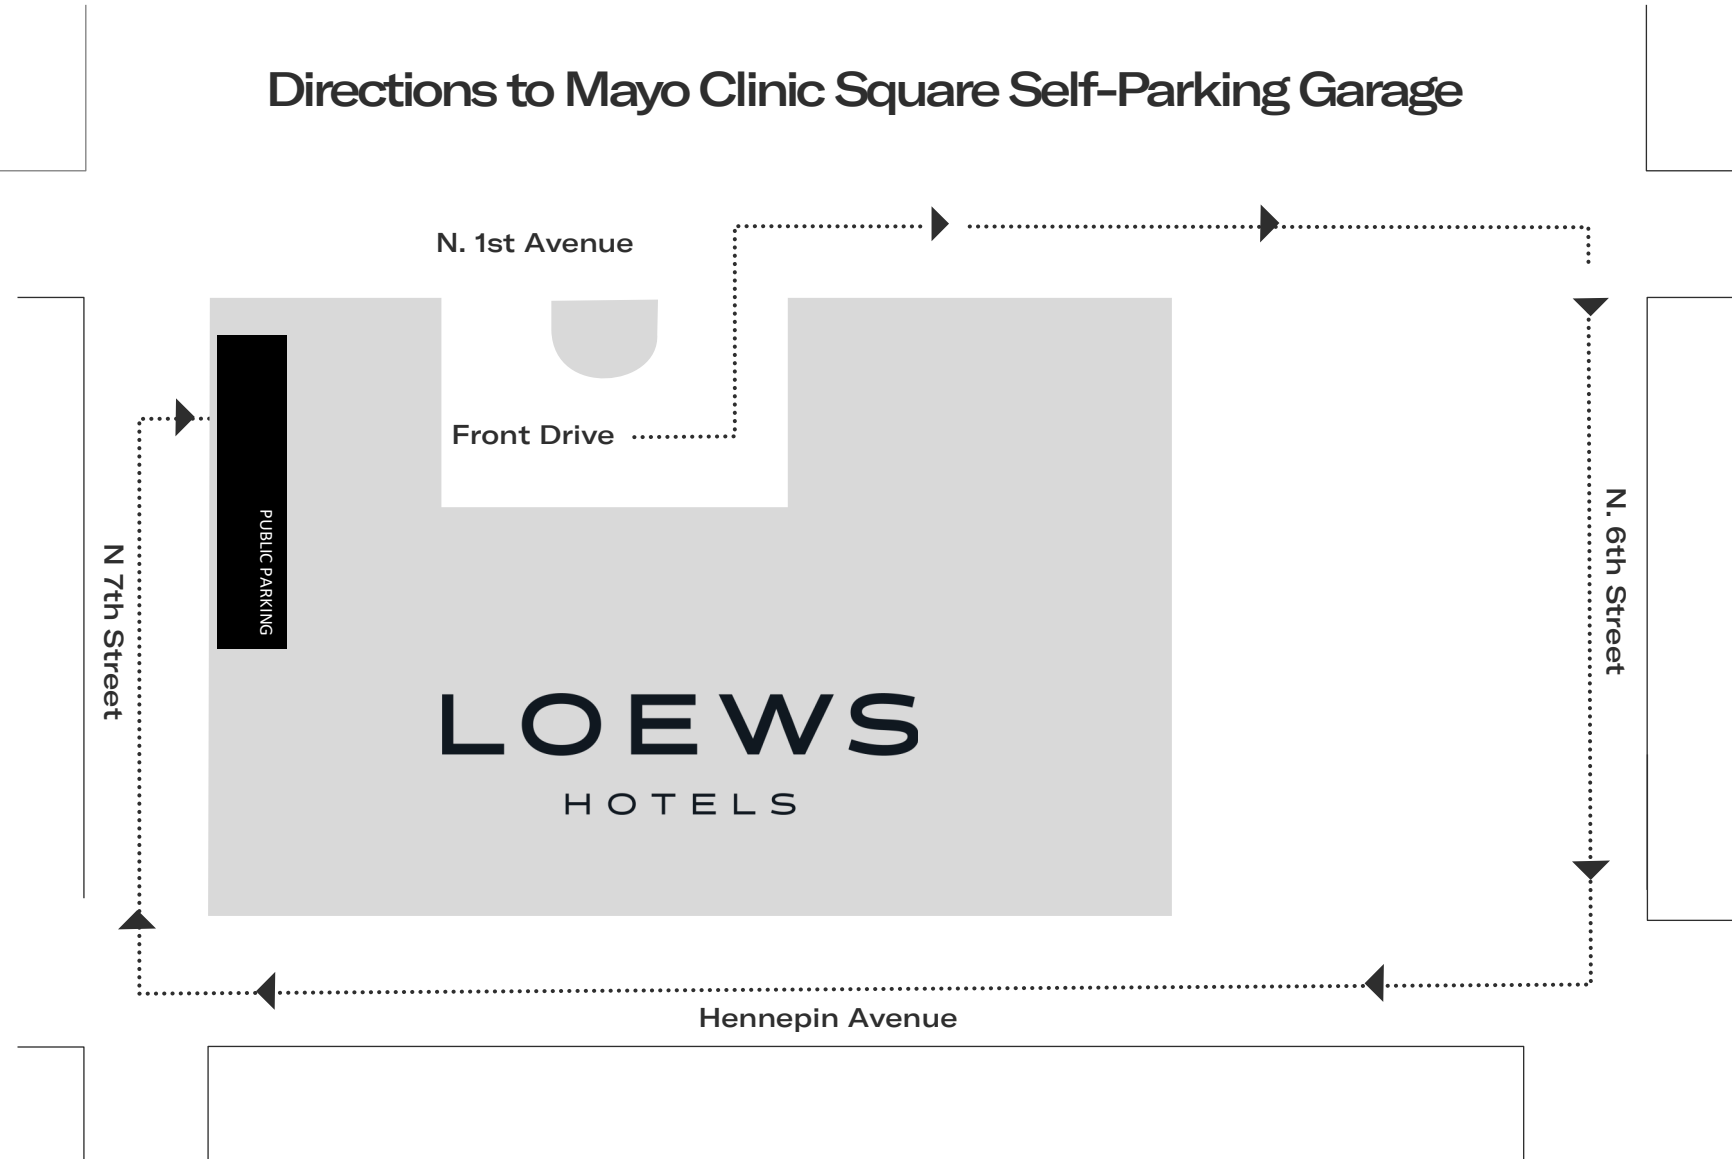 Directions to Mayo Clinic Square Self-Parking Garage
N. 1st Avenue
Front Drive
PUBLIC PARKING
N 7th Street
N. 6th Street
LOEWS
HOTELS
Hennepin Avenue